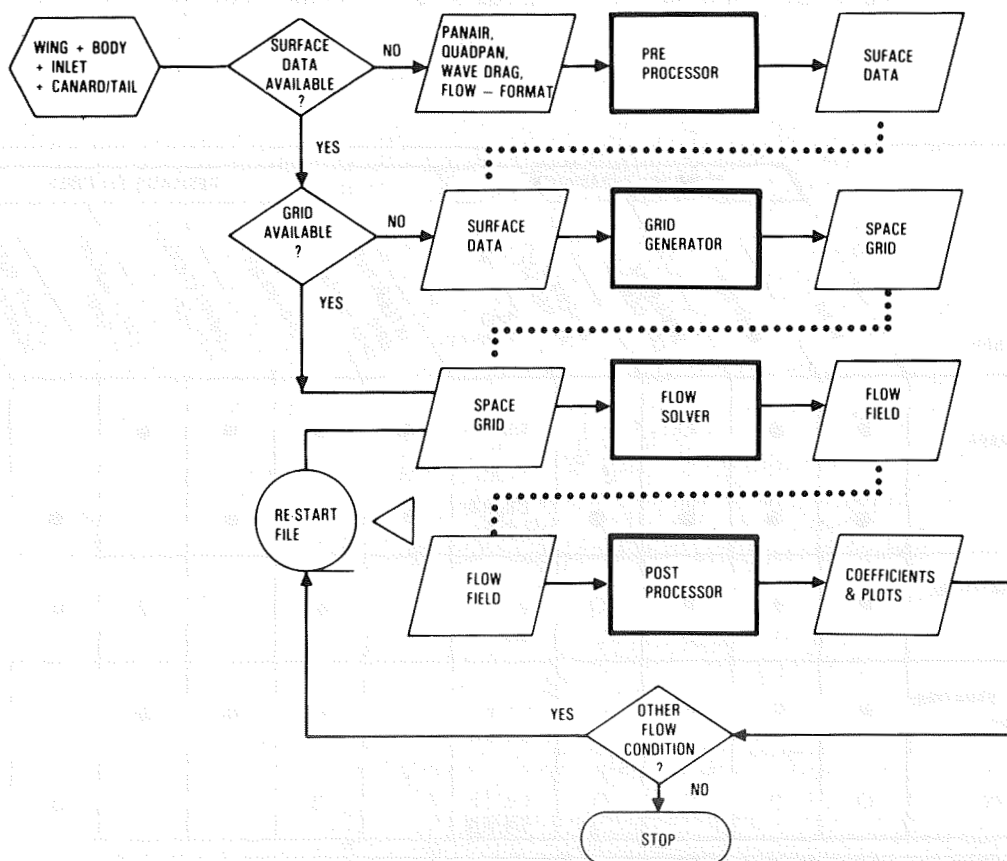 WING + BODY
+ INLET
+ CANARD/TAIL
SURFACE
DATA
AVAILABLE
?
NO
PANAIR,
QUADPAN,
WAVE DRAG,
FLOW – FORMAT
PRE
PROCESSOR
SUFACE
DATA
YES
GRID
AVAILABLE
?
NO
SURFACE
DATA
GRID
GENERATOR
SPACE
GRID
YES
SPACE
GRID
FLOW
SOLVER
FLOW
FIELD
RE-START
FILE
FLOW
FIELD
POST
PROCESSOR
COEFFICIENTS
& PLOTS
YES
OTHER
FLOW
CONDITION
?
NO
STOP